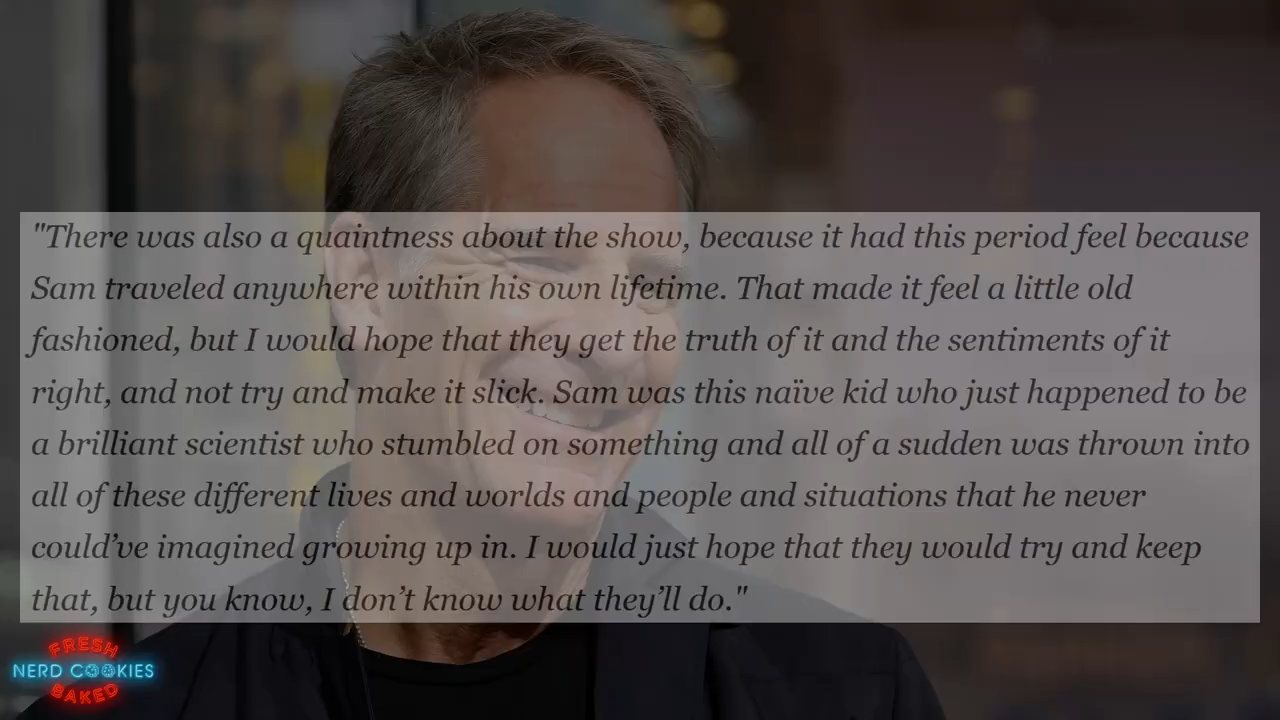 "There was also a quaintness about the show, because it had this period feel because
Sam traveled anywhere within his own lifetime. That made it feel a little old
fashioned, but I would hope that they get the truth of it and the sentiments of it
right, and not try and make it slick. Sam was this naïve kid who just happened to be
a brilliant scientist who stumbled on something and all of a sudden was thrown into
all of these different lives and worlds and people and situations that he never
could’ve imagined growing up in. I would just hope that they would try and keep
that, but you know, I don’t know what they’ll do."
FRESH
NERD COOKIES
BAKED